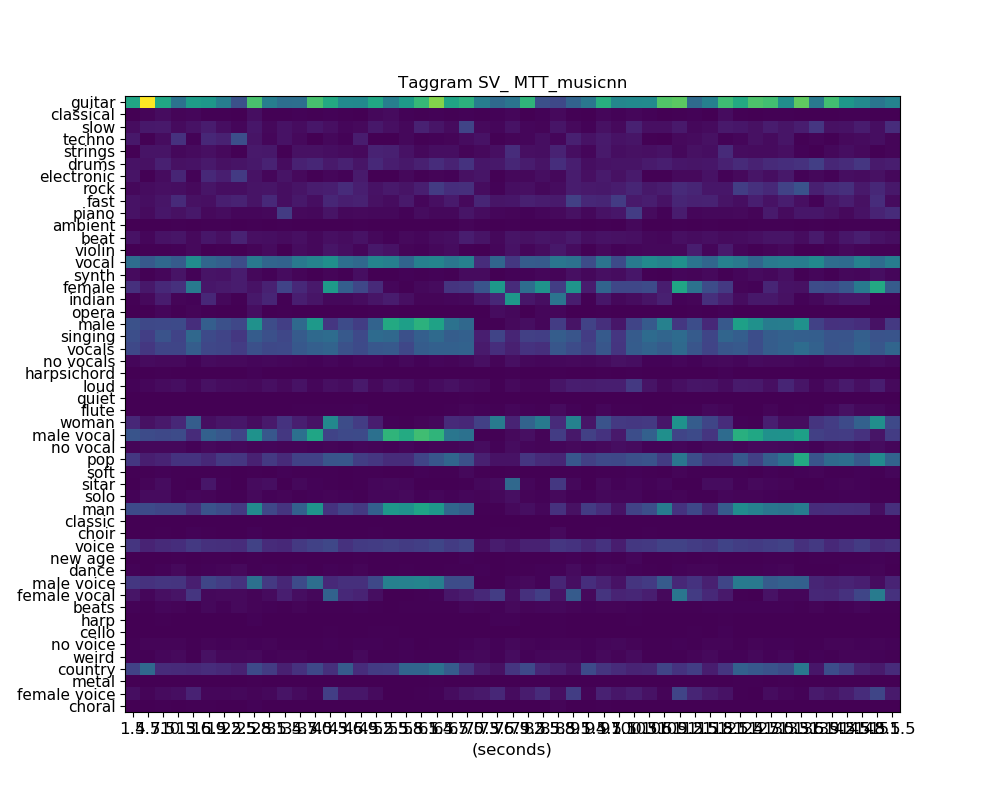 Taggram SV_ MTT_musicnn
guitar
classical
slow
techno
strings
drums
electronic
rock
fast
piano
ambient
beat
violin
vocal
synth
female
indian
opera
male
singing
vocals
no vocals
harpsichord
loud
quiet
flute
woman
male vocal
no vocal
pop
soft
sitar
solo
man
classic
choir
voice
new age
dance
male voice
female vocal
beats
harp
cello
no voice
weird
country
metal
female voice
choral
(seconds)